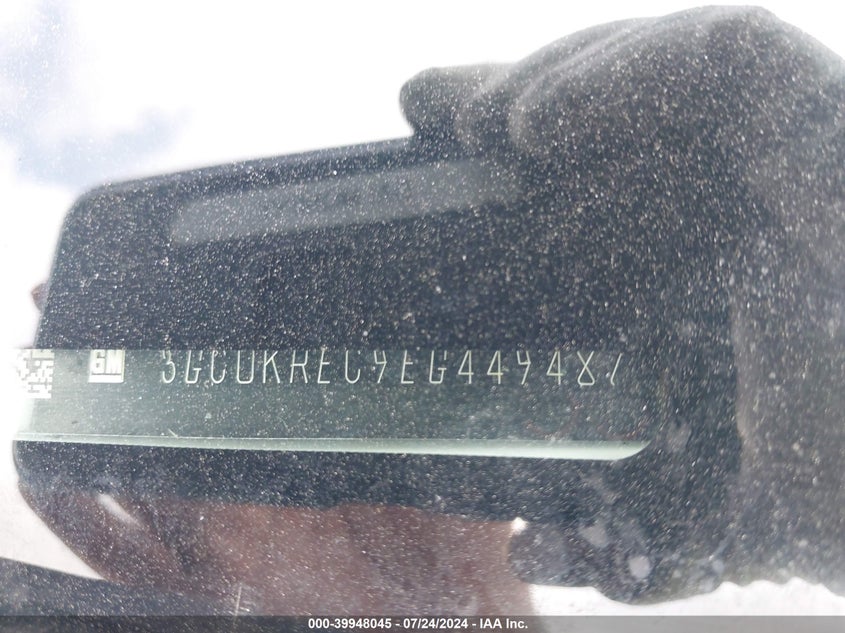 GM 3GCUKREC9EG449487
000-39948045 - 07/24/2024 - IAA Inc.